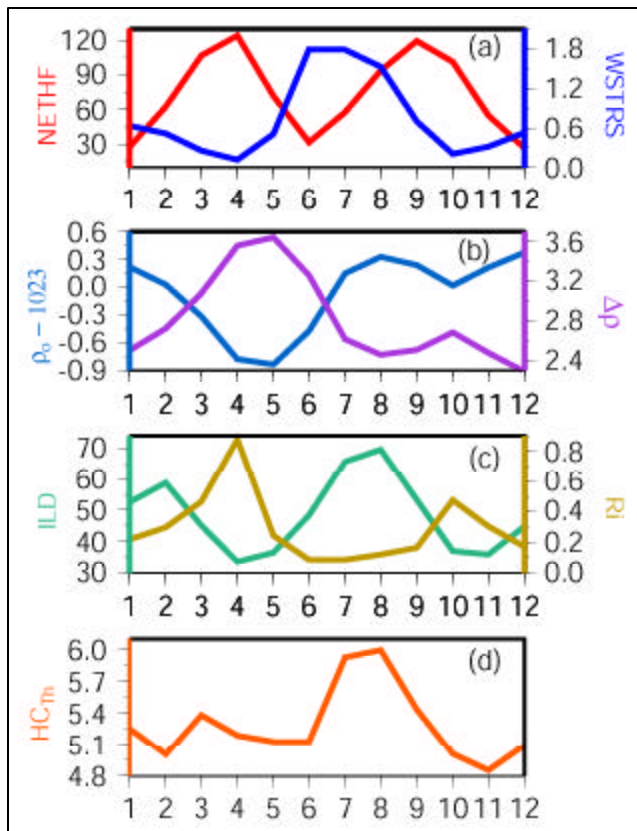 (a)
NETHF
120
90
60
30
WSTRS
1.8
1.2
0.6
0.0
1 2 3 4 5 6 7 8 9 10 11 12
(b)
ρo – 1023
0.6
0.3
0.0
-0.3
-0.6
-0.9
Δρ
3.6
3.2
2.8
2.4
1 2 3 4 5 6 7 8 9 10 11 12
(c)
ILD
70
60
50
40
30
Ri
0.8
0.6
0.4
0.2
0.0
1 2 3 4 5 6 7 8 9 10 11 12
(d)
HCTh
6.0
5.7
5.4
5.1
4.8
1 2 3 4 5 6 7 8 9 10 11 12